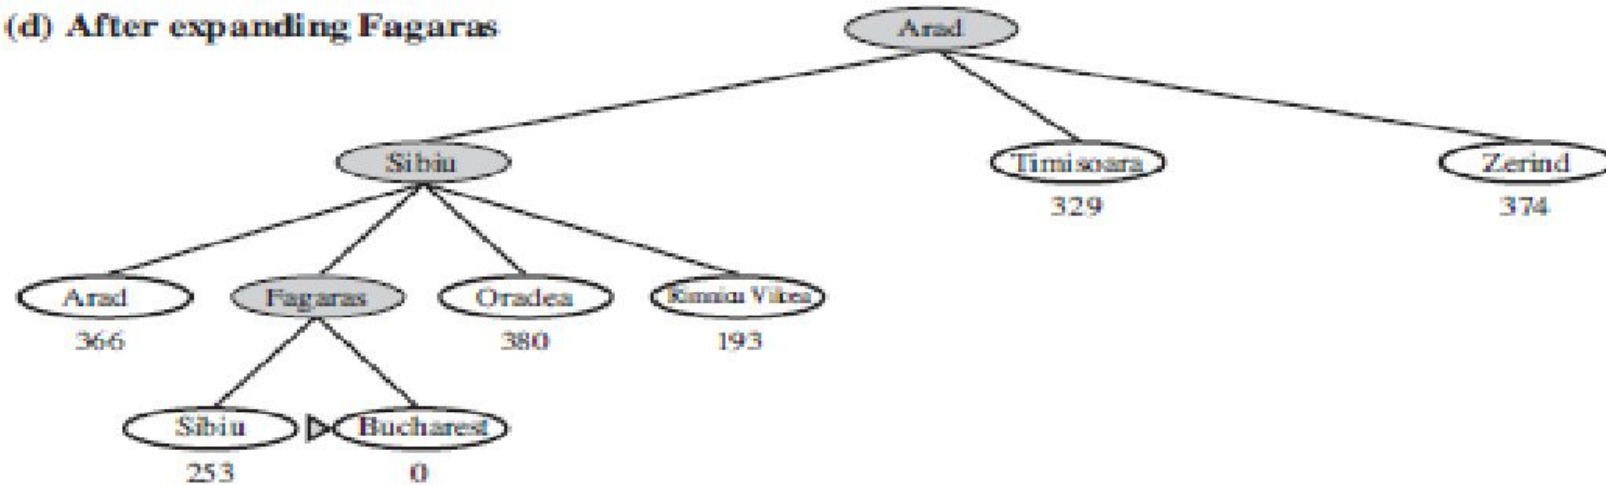 (d) After expanding Fagaras
Arad
Sibiu
Timisoara
Zerind
329
374
Arad
Fagaras
Oradea
Rimnicu Vilcea
366
380
193
Sibiu
Bucharest
253
0